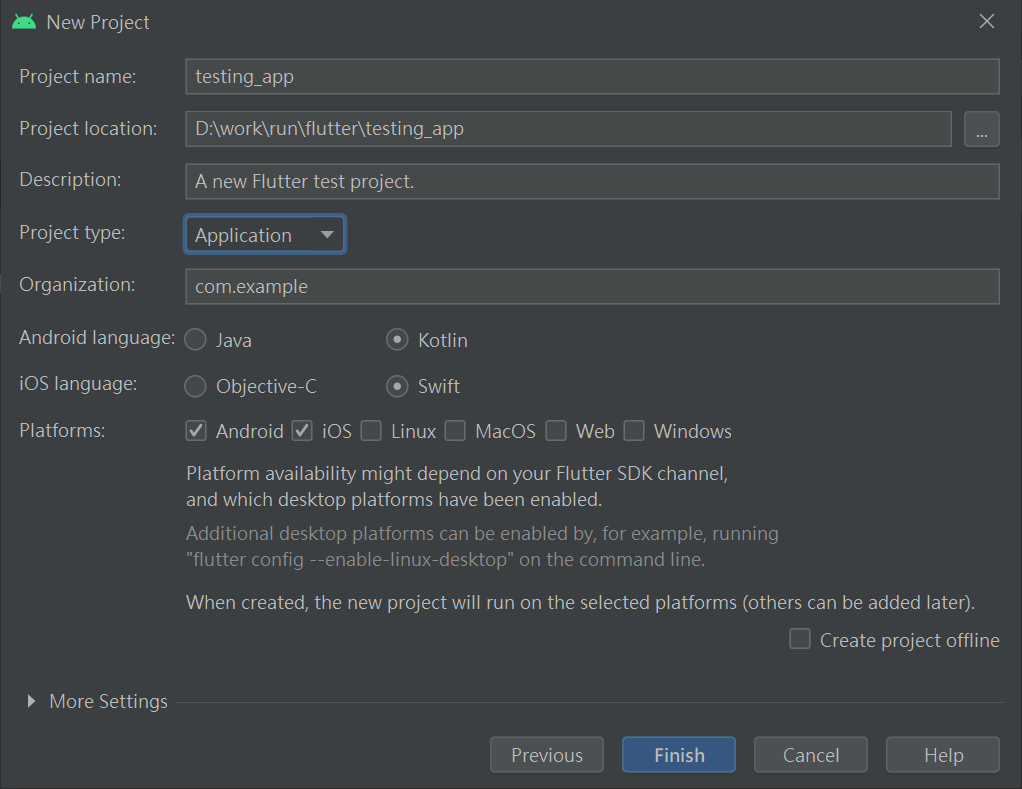 New Project
Project name: testing_app
Project location: D:\work\run\flutter\testing_app ...
Description: A new Flutter test project.
Project type: Application
Organization: com.example
Android language: Java Kotlin
iOS language: Objective-C Swift
Platforms: Android iOS Linux MacOS Web Windows
Platform availability might depend on your Flutter SDK channel,
and which desktop platforms have been enabled.
Additional desktop platforms can be enabled by, for example, running
"flutter config --enable-linux-desktop" on the command line.
When created, the new project will run on the selected platforms (others can be added later).
Create project offline
More Settings
Previous Finish Cancel Help